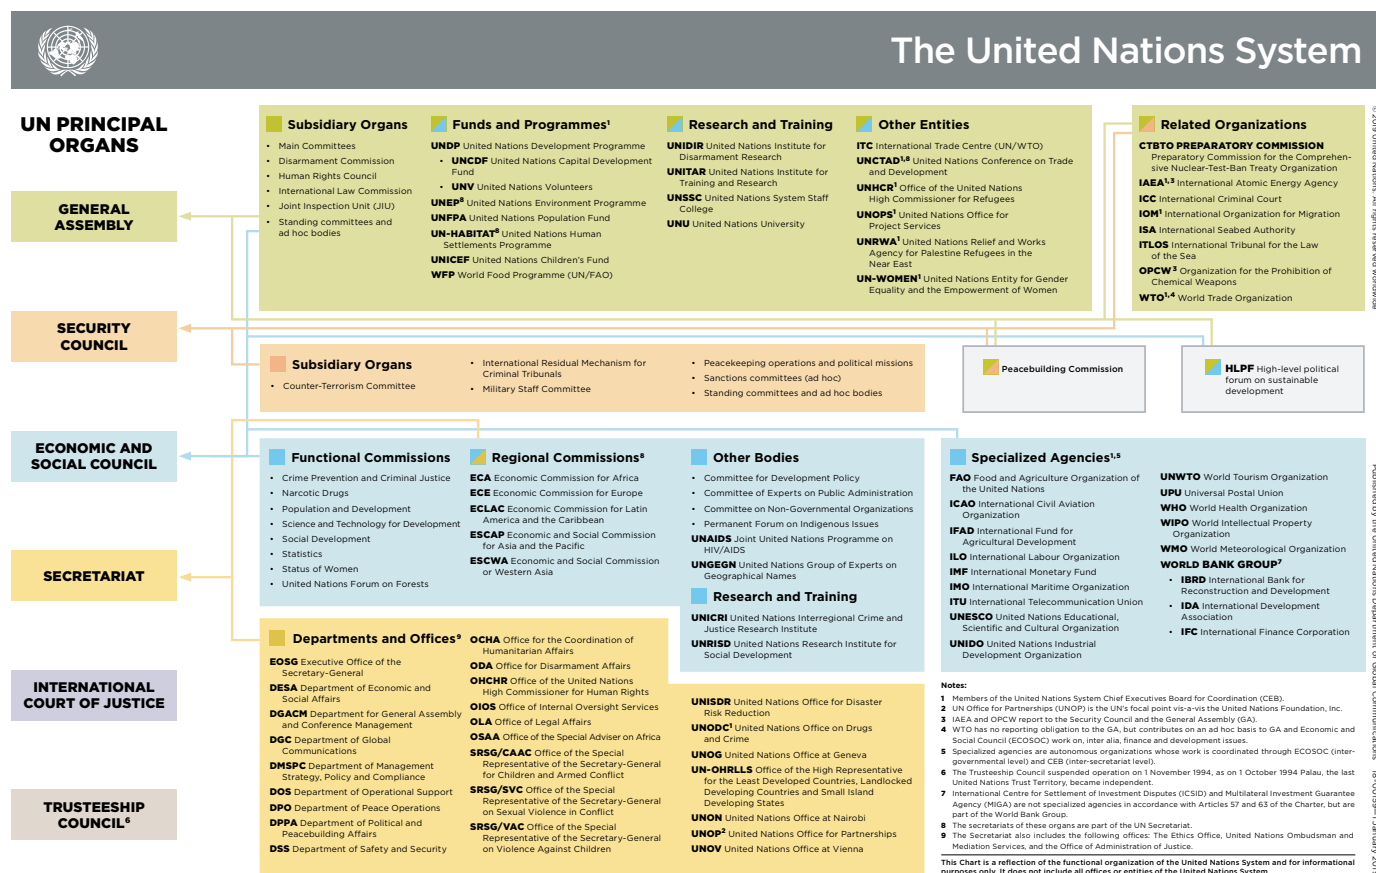 The United Nations System
UN PRINCIPAL
ORGANS
GENERAL
ASSEMBLY
SECURITY
COUNCIL
ECONOMIC AND
SOCIAL COUNCIL
SECRETARIAT
INTERNATIONAL
COURT OF JUSTICE
TRUSTEESHIP
COUNCIL⁶
Subsidiary Organs
• Main Committees
• Disarmament Commission
• Human Rights Council
• International Law Commission
• Joint Inspection Unit (JIU)
• Standing committees and
ad hoc bodies
Funds and Programmes¹
UNDP United Nations Development Programme
• UNCDF United Nations Capital Development
Fund
• UNV United Nations Volunteers
UNEP⁸ United Nations Environment Programme
UNFPA United Nations Population Fund
UN-HABITAT⁸ United Nations Human
Settlements Programme
UNICEF United Nations Children's Fund
WFP World Food Programme (UN/FAO)
Research and Training
UNIDIR United Nations Institute for
Disarmament Research
UNITAR United Nations Institute for
Training and Research
UNSSC United Nations System Staff
College
UNU United Nations University
Other Entities
ITC International Trade Centre (UN/WTO)
UNCTAD¹,⁸ United Nations Conference on Trade
and Development
UNHCR¹ Office of the United Nations
High Commissioner for Refugees
UNOPS¹ United Nations Office for
Project Services
UNRWA¹ United Nations Relief and Works
Agency for Palestine Refugees in the
Near East
UN-WOMEN¹ United Nations Entity for Gender
Equality and the Empowerment of Women
Related Organizations
CTBTO PREPARATORY COMMISSION
Preparatory Commission for the Comprehen-
sive Nuclear-Test-Ban Treaty Organization
IAEA¹,³ International Atomic Energy Agency
ICC International Criminal Court
IOM¹ International Organization for Migration
ISA International Seabed Authority
ITLOS International Tribunal for the Law
of the Sea
OPCW³ Organization for the Prohibition of
Chemical Weapons
WTO¹,⁴ World Trade Organization
Subsidiary Organs
• Counter-Terrorism Committee
• International Residual Mechanism for
Criminal Tribunals
• Military Staff Committee
• Peacekeeping operations and political missions
• Sanctions committees (ad hoc)
• Standing committees and ad hoc bodies
Peacebuilding Commission
HLPF High-level political
forum on sustainable
development
Functional Commissions
• Crime Prevention and Criminal Justice
• Narcotic Drugs
• Population and Development
• Science and Technology for Development
• Social Development
• Statistics
• Status of Women
• United Nations Forum on Forests
Regional Commissions⁸
ECA Economic Commission for Africa
ECE Economic Commission for Europe
ECLAC Economic Commission for Latin
America and the Caribbean
ESCAP Economic and Social Commission
for Asia and the Pacific
ESCWA Economic and Social Commission
or Western Asia
Other Bodies
• Committee for Development Policy
• Committee of Experts on Public Administration
• Committee on Non-Governmental Organizations
• Permanent Forum on Indigenous Issues
UNAIDS Joint United Nations Programme on
HIV/AIDS
UNGEGN United Nations Group of Experts on
Geographical Names
Research and Training
UNICRI United Nations Interregional Crime and
Justice Research Institute
UNRISD United Nations Research Institute for
Social Development
Specialized Agencies¹,⁵
FAO Food and Agriculture Organization of
the United Nations
ICAO International Civil Aviation
Organization
IFAD International Fund for
Agricultural Development
ILO International Labour Organization
IMF International Monetary Fund
IMO International Maritime Organization
ITU International Telecommunication Union
UNESCO United Nations Educational,
Scientific and Cultural Organization
UNIDO United Nations Industrial
Development Organization
UNWTO World Tourism Organization
UPU Universal Postal Union
WHO World Health Organization
WIPO World Intellectual Property
Organization
WMO World Meteorological Organization
WORLD BANK GROUP⁷
• IBRD International Bank for
Reconstruction and Development
• IDA International Development
Association
• IFC International Finance Corporation
Departments and Offices⁹
EOSG Executive Office of the
Secretary-General
DESA Department of Economic and
Social Affairs
DGACM Department for General Assembly
and Conference Management
DGC Department of Global
Communications
DMSPC Department of Management
Strategy, Policy and Compliance
DOS Department of Operational Support
DPO Department of Peace Operations
DPPA Department of Political and
Peacebuilding Affairs
DSS Department of Safety and Security
OCHA Office for the Coordination of
Humanitarian Affairs
ODA Office for Disarmament Affairs
OHCHR Office of the United Nations
High Commissioner for Human Rights
OIOS Office of Internal Oversight Services
OLA Office of Legal Affairs
OSAA Office of the Special Adviser on Africa
SRSG/CAAC Office of the Special
Representative of the Secretary-General
for Children and Armed Conflict
SRSG/SVC Office of the Special
Representative of the Secretary-General
on Sexual Violence in Conflict
SRSG/VAC Office of the Special
Representative of the Secretary-General
on Violence Against Children
UNISDR United Nations Office for Disaster
Risk Reduction
UNODC¹ United Nations Office on Drugs
and Crime
UNOG United Nations Office at Geneva
UN-OHRLLS Office of the High Representative
for the Least Developed Countries, Landlocked
Developing Countries and Small Island
Developing States
UNON United Nations Office at Nairobi
UNOP² United Nations Office for Partnerships
UNOV United Nations Office at Vienna
Notes:
1 Members of the United Nations System Chief Executives Board for Coordination (CEB).
2 UN Office for Partnerships (UNOP) is the UN's focal point vis-a-vis the United Nations Foundation, Inc.
3 IAEA and OPCW report to the Security Council and the General Assembly (GA).
4 WTO has no reporting obligation to the GA, but contributes on an ad hoc basis to GA and Economic and
Social Council (ECOSOC) work on, inter alia, finance and development issues.
5 Specialized agencies are autonomous organizations whose work is coordinated through ECOSOC (inter-
governmental level) and CEB (inter-secretariat level).
6 The Trusteeship Council suspended operation on 1 November 1994, as on 1 October 1994 Palau, the last
United Nations Trust Territory, became independent.
7 International Centre for Settlement of Investment Disputes (ICSID) and Multilateral Investment Guarantee
Agency (MIGA) are not specialized agencies in accordance with Articles 57 and 63 of the Charter, but are
part of the World Bank Group.
8 The secretariats of these organs are part of the UN Secretariat.
9 The Secretariat also includes the following offices: The Ethics Office, United Nations Ombudsman and
Mediation Services, and the Office of Administration of Justice.
This Chart is a reflection of the functional organization of the United Nations System and for informational
purposes only. It does not include all offices or entities of the United Nations System.